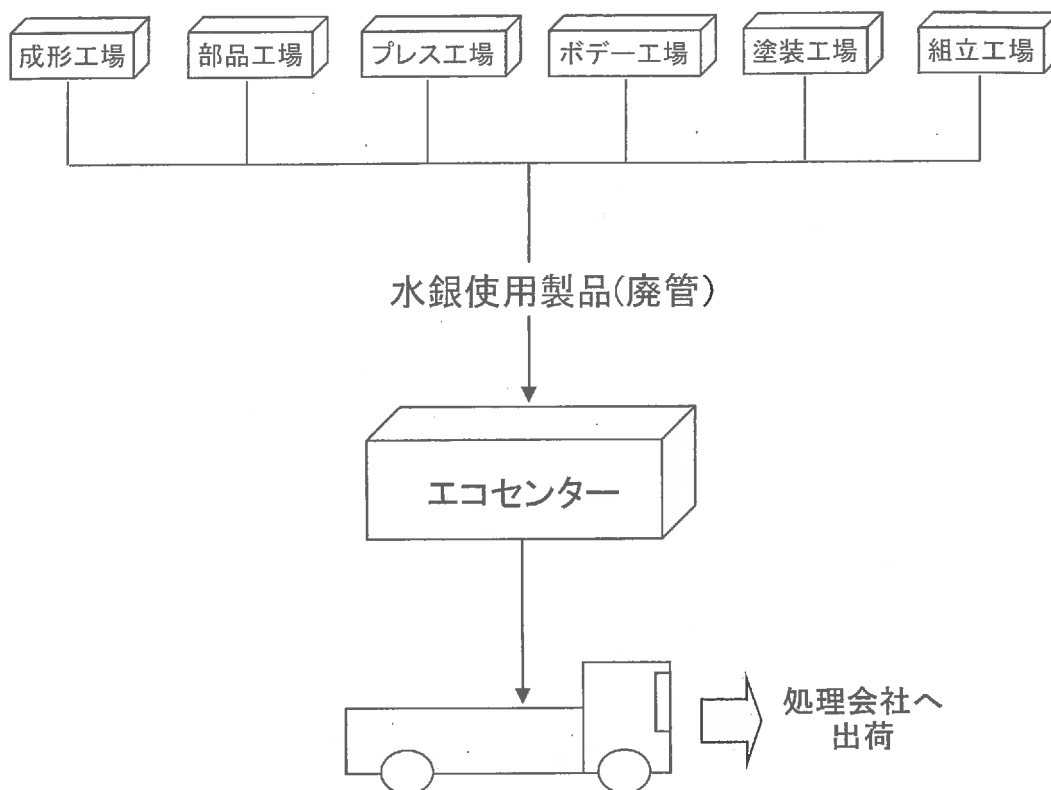 成形工場
部品工場
プレス工場
ボデー工場
塗装工場
組立工場
水銀使用製品(廃管)
エコセンター
処理会社へ
出荷